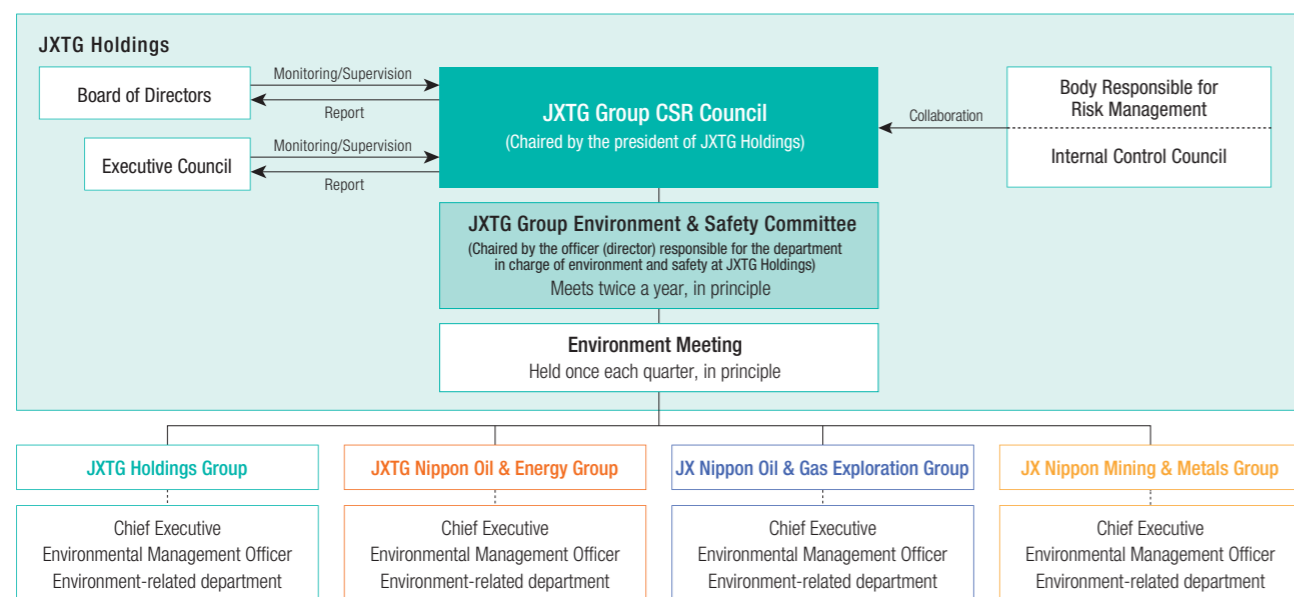 JXTG Holdings
Board of Directors
Monitoring/Supervision
Report
Executive Council
Monitoring/Supervision
Report
JXTG Group CSR Council
(Chaired by the president of JXTG Holdings)
Collaboration
Body Responsible for
Risk Management
Internal Control Council
JXTG Group Environment & Safety Committee
(Chaired by the officer (director) responsible for the department
in charge of environment and safety at JXTG Holdings)
Meets twice a year, in principle
Environment Meeting
Held once each quarter, in principle
JXTG Holdings Group
Chief Executive
Environmental Management Officer
Environment-related department
JXTG Nippon Oil & Energy Group
Chief Executive
Environmental Management Officer
Environment-related department
JX Nippon Oil & Gas Exploration Group
Chief Executive
Environmental Management Officer
Environment-related department
JX Nippon Mining & Metals Group
Chief Executive
Environmental Management Officer
Environment-related department